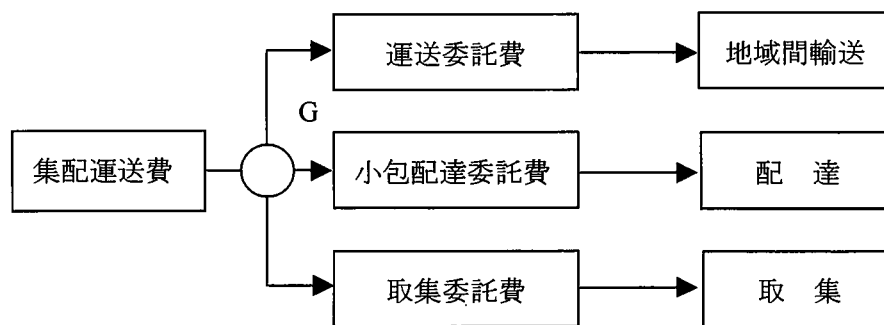 運送委託費
地域間輸送
G
集配運送費
小包配達委託費
配　達
取集委託費
取　集